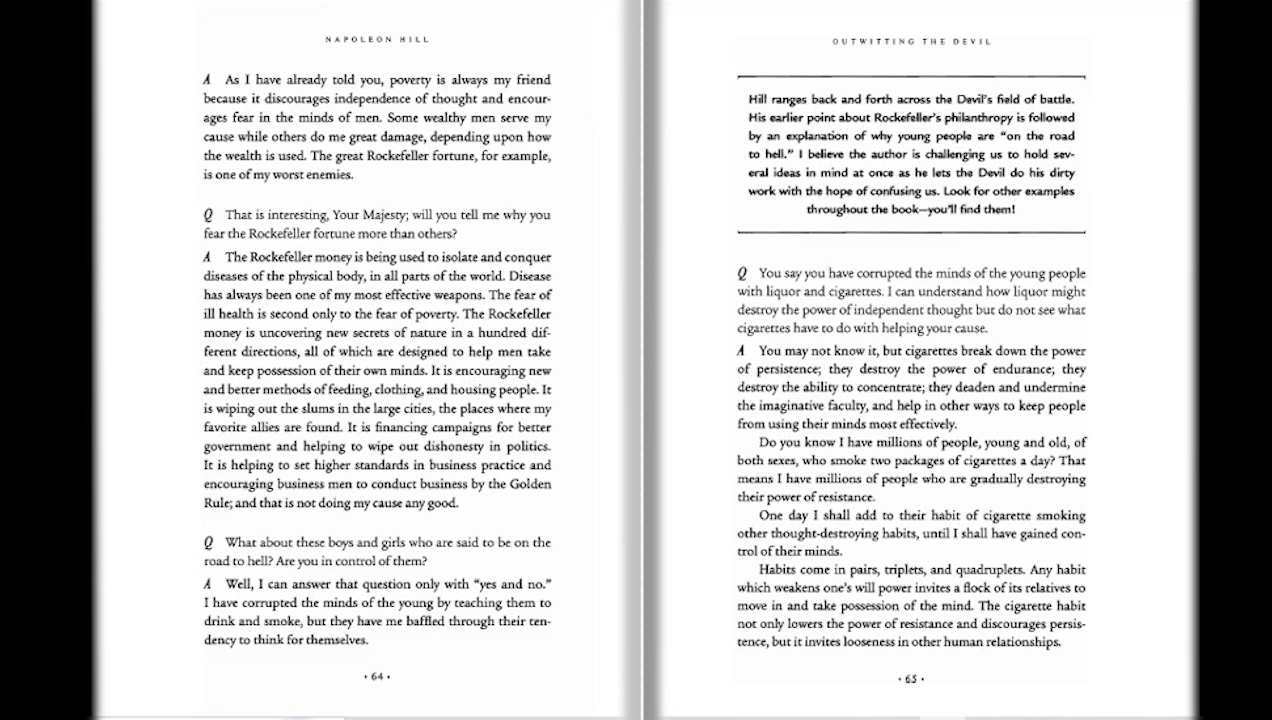 NAPOLEON HILL
A As I have already told you, poverty is always my friend
because it discourages independence of thought and encour-
ages fear in the minds of men. Some wealthy men serve my
cause while others do me great damage, depending upon how
the wealth is used. The great Rockefeller fortune, for example,
is one of my worst enemies.
Q That is interesting, Your Majesty; will you tell me why you
fear the Rockefeller fortune more than others?
A The Rockefeller money is being used to isolate and conquer
diseases of the physical body, in all parts of the world. Disease
has always been one of my most effective weapons. The fear of
ill health is second only to the fear of poverty. The Rockefeller
money is uncovering new secrets of nature in a hundred dif-
ferent directions, all of which are designed to help men take
and keep possession of their own minds. It is encouraging new
and better methods of feeding, clothing, and housing people. It
is wiping out the slums in the large cities, the places where my
favorite allies are found. It is financing campaigns for better
government and helping to wipe out dishonesty in politics.
It is helping to set higher standards in business practice and
encouraging business men to conduct business by the Golden
Rule; and that is not doing my cause any good.
Q What about these boys and girls who are said to be on the
road to hell? Are you in control of them?
A Well, I can answer that question only with “yes and no.”
I have corrupted the minds of the young by teaching them to
drink and smoke, but they have me baffled through their ten-
dency to think for themselves.
• 64 •
OUTWITTING THE DEVIL
Hill ranges back and forth across the Devil’s field of battle.
His earlier point about Rockefeller’s philanthropy is followed
by an explanation of why young people are “on the road
to hell.” I believe the author is challenging us to hold sev-
eral ideas in mind at once as he lets the Devil do his dirty
work with the hope of confusing us. Look for other examples
throughout the book—you’ll find them!
Q You say you have corrupted the minds of the young people
with liquor and cigarettes. I can understand how liquor might
destroy the power of independent thought but do not see what
cigarettes have to do with helping your cause.
A You may not know it, but cigarettes break down the power
of persistence; they destroy the power of endurance; they
destroy the ability to concentrate; they deaden and undermine
the imaginative faculty, and help in other ways to keep people
from using their minds most effectively.
Do you know I have millions of people, young and old, of
both sexes, who smoke two packages of cigarettes a day? That
means I have millions of people who are gradually destroying
their power of resistance.
One day I shall add to their habit of cigarette smoking
other thought-destroying habits, until I shall have gained con-
trol of their minds.
Habits come in pairs, triplets, and quadruplets. Any habit
which weakens one’s will power invites a flock of its relatives to
move in and take possession of the mind. The cigarette habit
not only lowers the power of resistance and discourages persis-
tence, but it invites looseness in other human relationships.
• 65 •